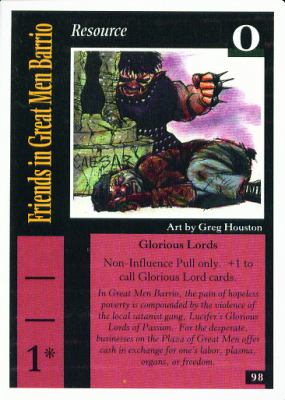 Friends in Great Men Barrio
Resource
O
CAESAR
Art by Greg Houston
Glorious Lords
Non-Influence Pull only. +1 to
call Glorious Lord cards.
In Great Men Barrio, the pain of hopeless
poverty is compounded by the violence of
the local satanist gang, Lucifer's Glorious
Lords of Passion. For the desperate,
businesses on the Plaza of Great Men offer
cash in exchange for one's labor, plasma,
organs, or freedom.
1*
98